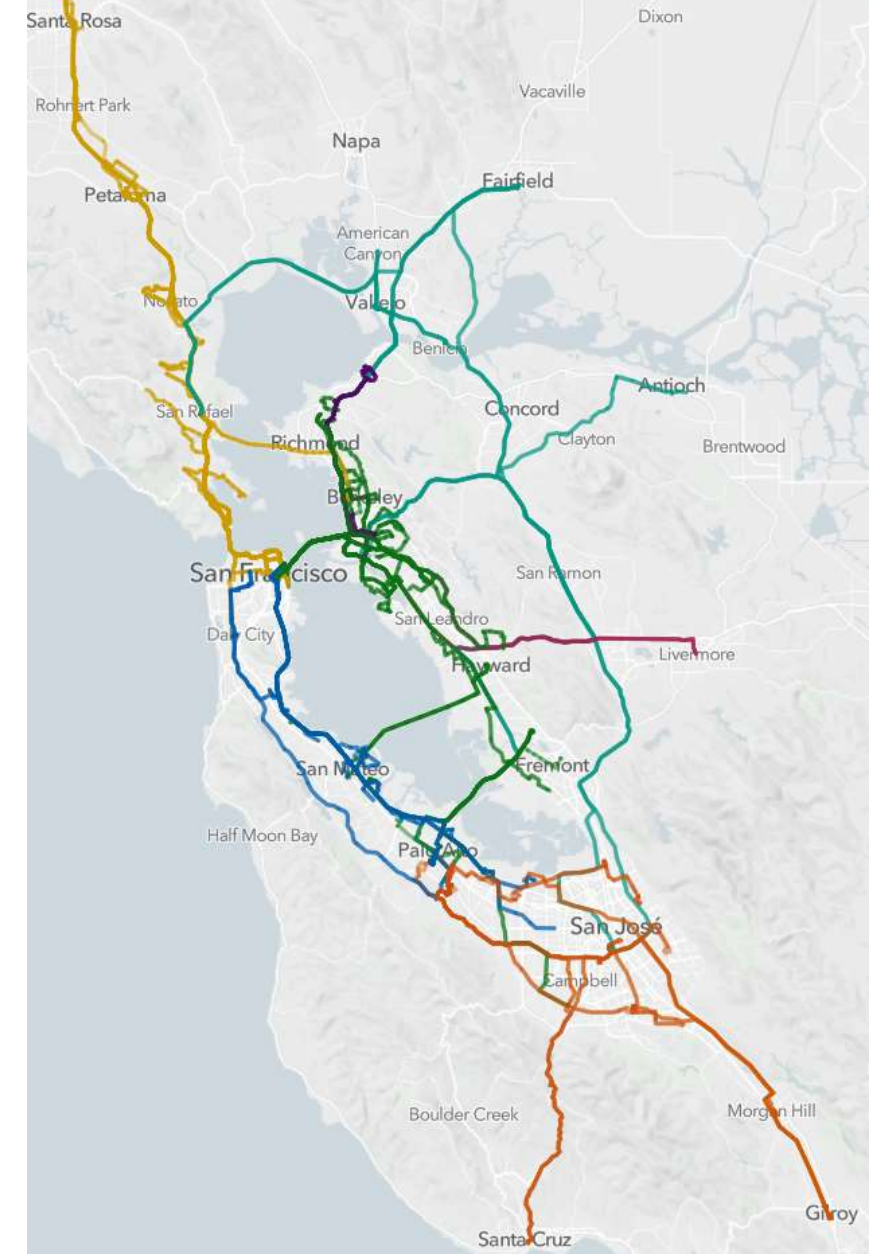 Dixon
Santa Rosa
Vacaville
Rohnert Park
Napa
Fairfield
Petaluma
American
Canyon
Novato
Vallejo
Benicia
Antioch
San Rafael
Concord
Clayton
Richmond
Brentwood
Berkeley
San Francisco
San Ramon
San Leandro
Daly City
Livermore
Hayward
San Mateo
Fremont
Half Moon Bay
Palo Alto
San José
Campbell
Boulder Creek
Morgan Hill
Gilroy
Santa Cruz